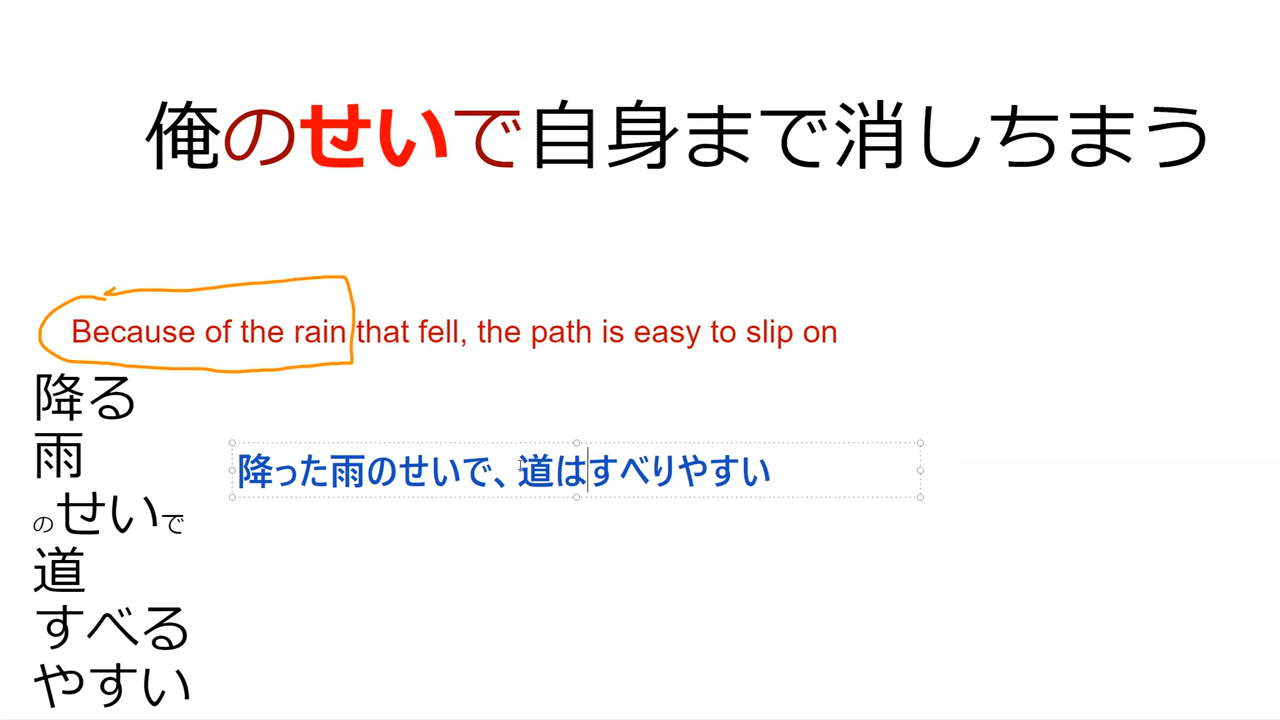 俺のせいで自身まで消しちまう
Because of the rain that fell, the path is easy to slip on
降る
雨
のせいで
道
すべる
やすい
降った雨のせいで、道はすべりやすい